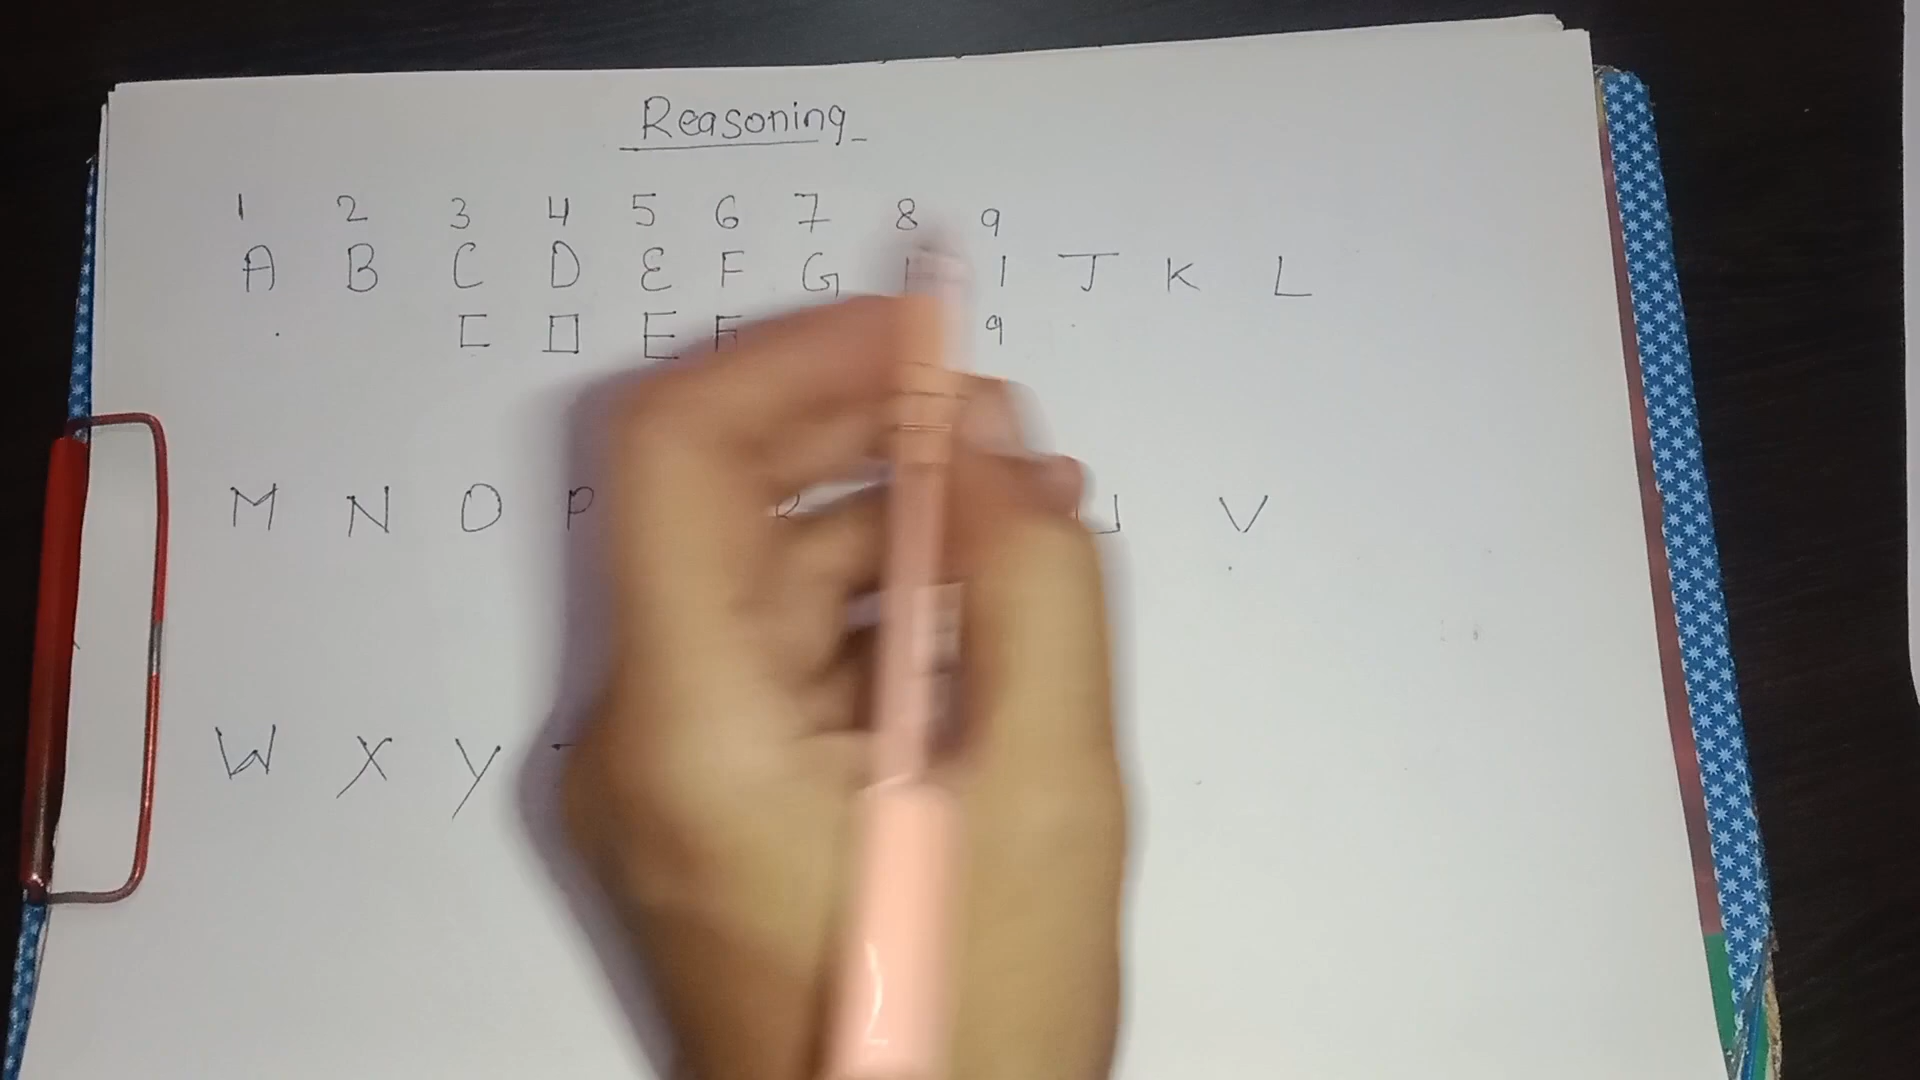 Reasoning
1 2 3 4 5 6 7 8 9
A B C D E F G I J K L
C D E F 9
M N O P V
W X Y